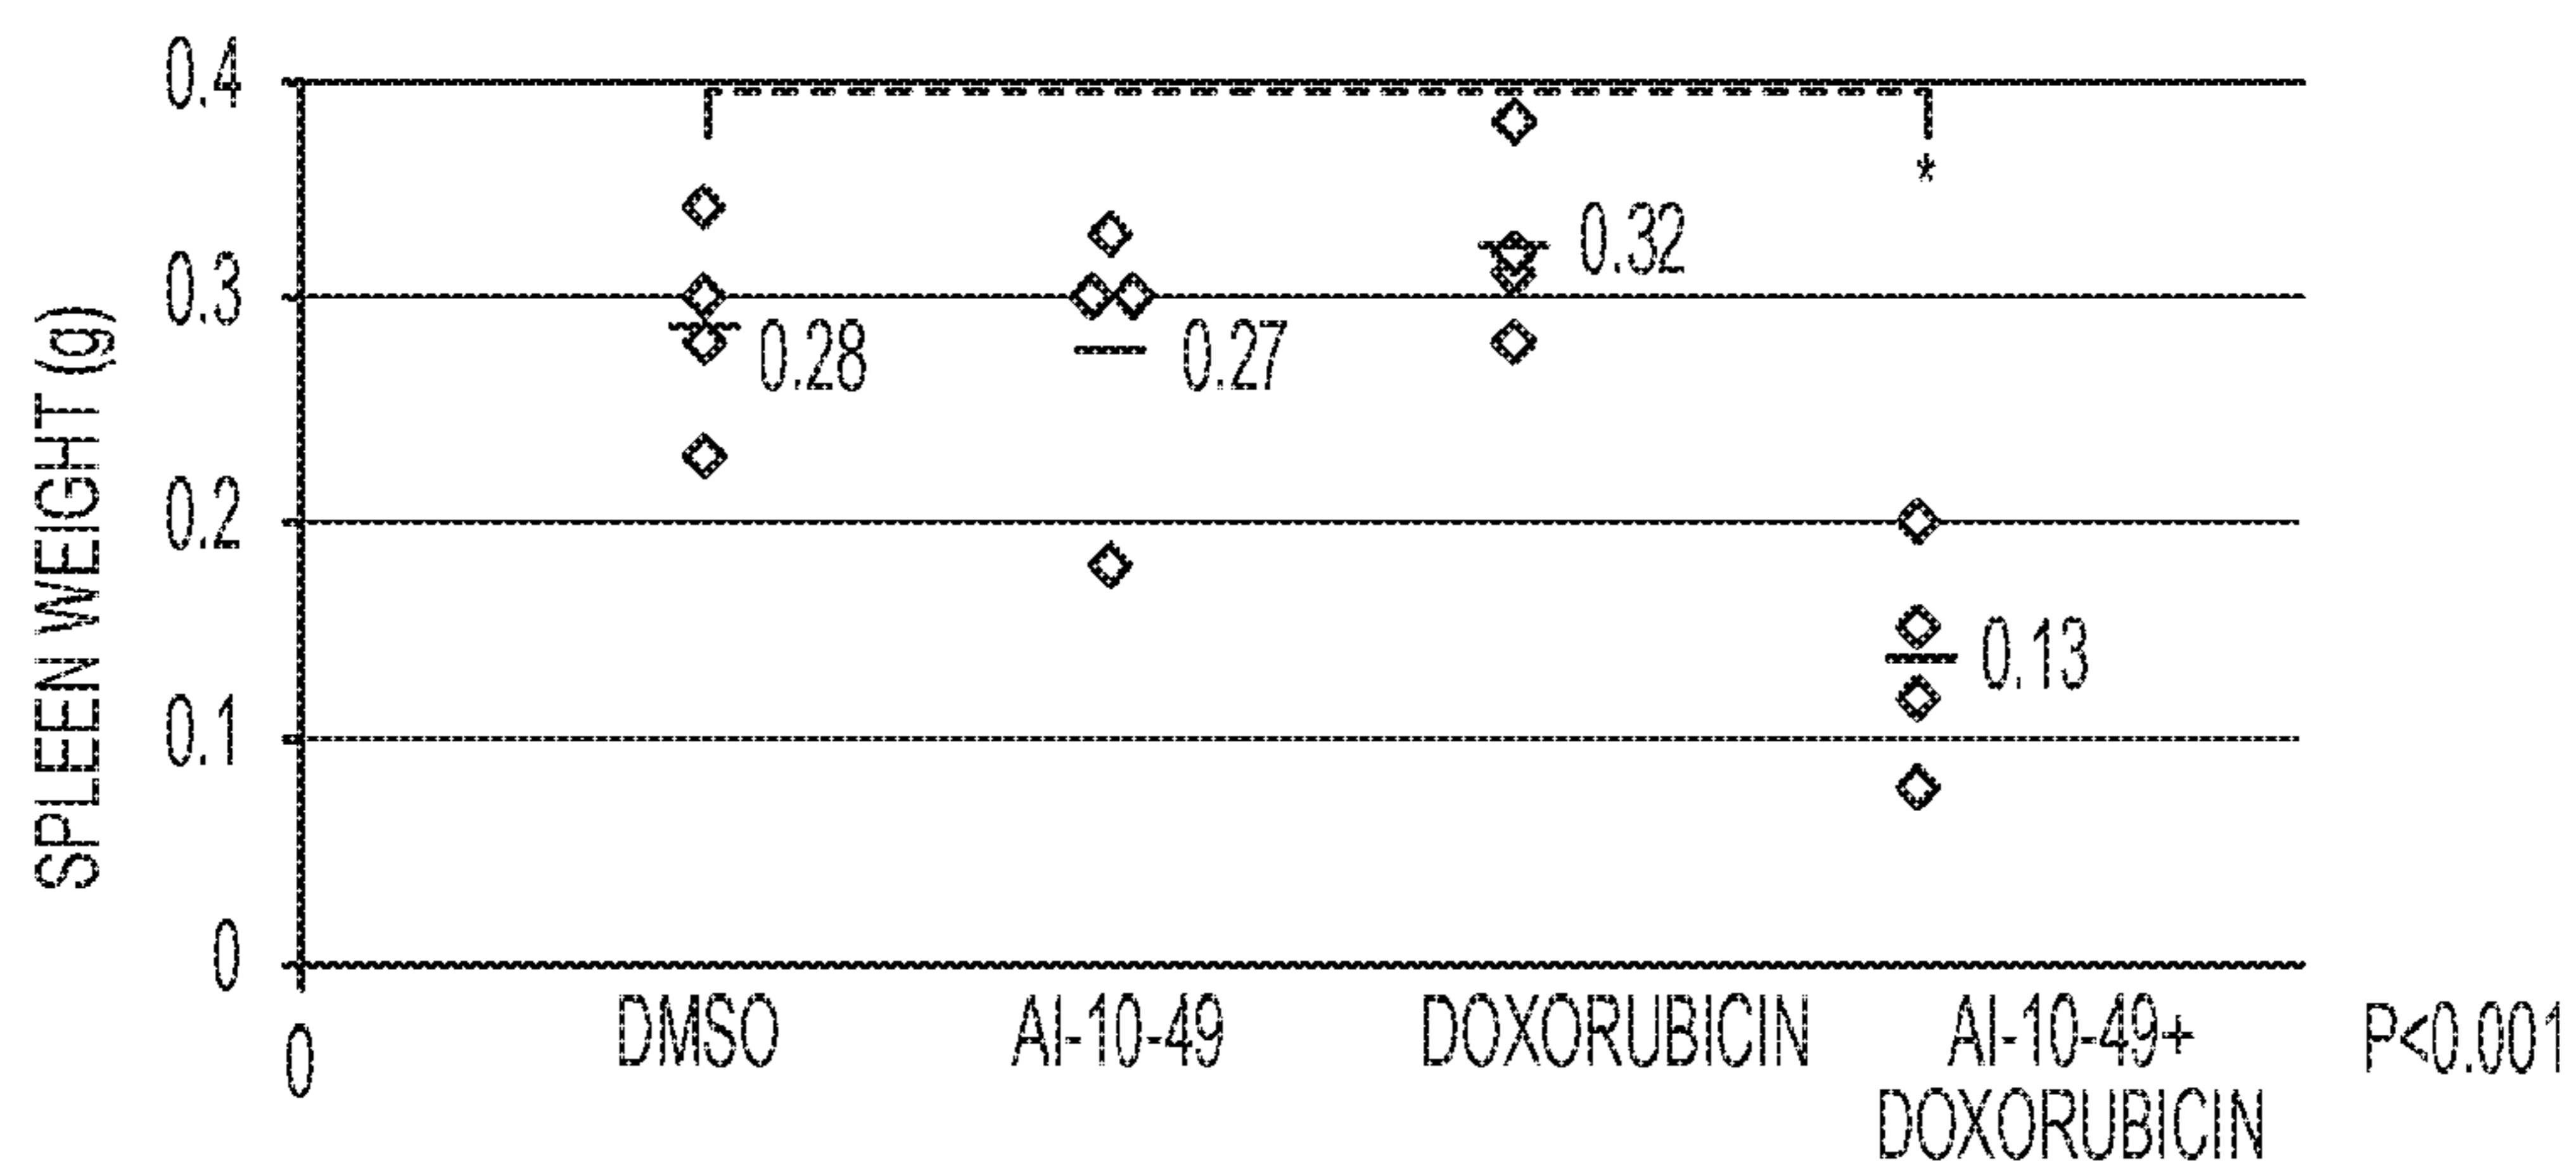 SPLEEN WEIGHT (g)
0.4
0.3
0.2
0.1
0
0
*
0.28
0.27
0.32
0.13
DMSO
AI-10-49
DOXORUBICIN
AI-10-49+
DOXORUBICIN
P<0.001